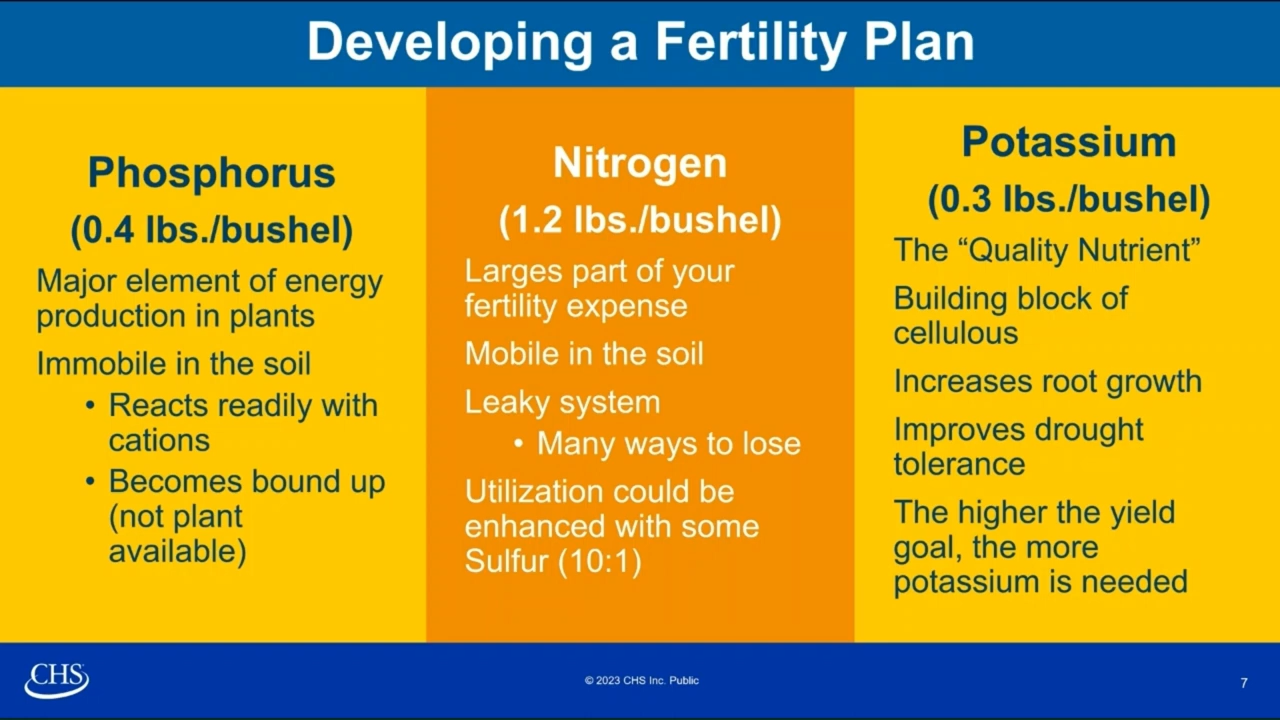 Developing a Fertility Plan
Phosphorus
(0.4 lbs./bushel)
Major element of energy
production in plants
Immobile in the soil
• Reacts readily with
cations
• Becomes bound up
(not plant
available)
Nitrogen
(1.2 lbs./bushel)
Larges part of your
fertility expense
Mobile in the soil
Leaky system
• Many ways to lose
Utilization could be
enhanced with some
Sulfur (10:1)
Potassium
(0.3 lbs./bushel)
The “Quality Nutrient”
Building block of
cellulous
Increases root growth
Improves drought
tolerance
The higher the yield
goal, the more
potassium is needed
CHS
© 2023 CHS Inc. Public
7